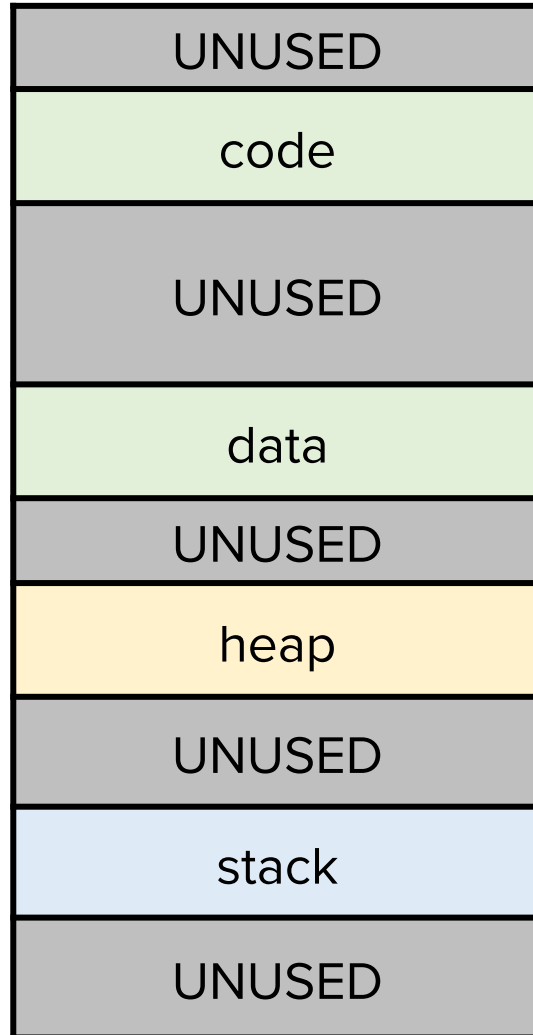 UNUSED
code
UNUSED
data
UNUSED
heap
UNUSED
stack
UNUSED